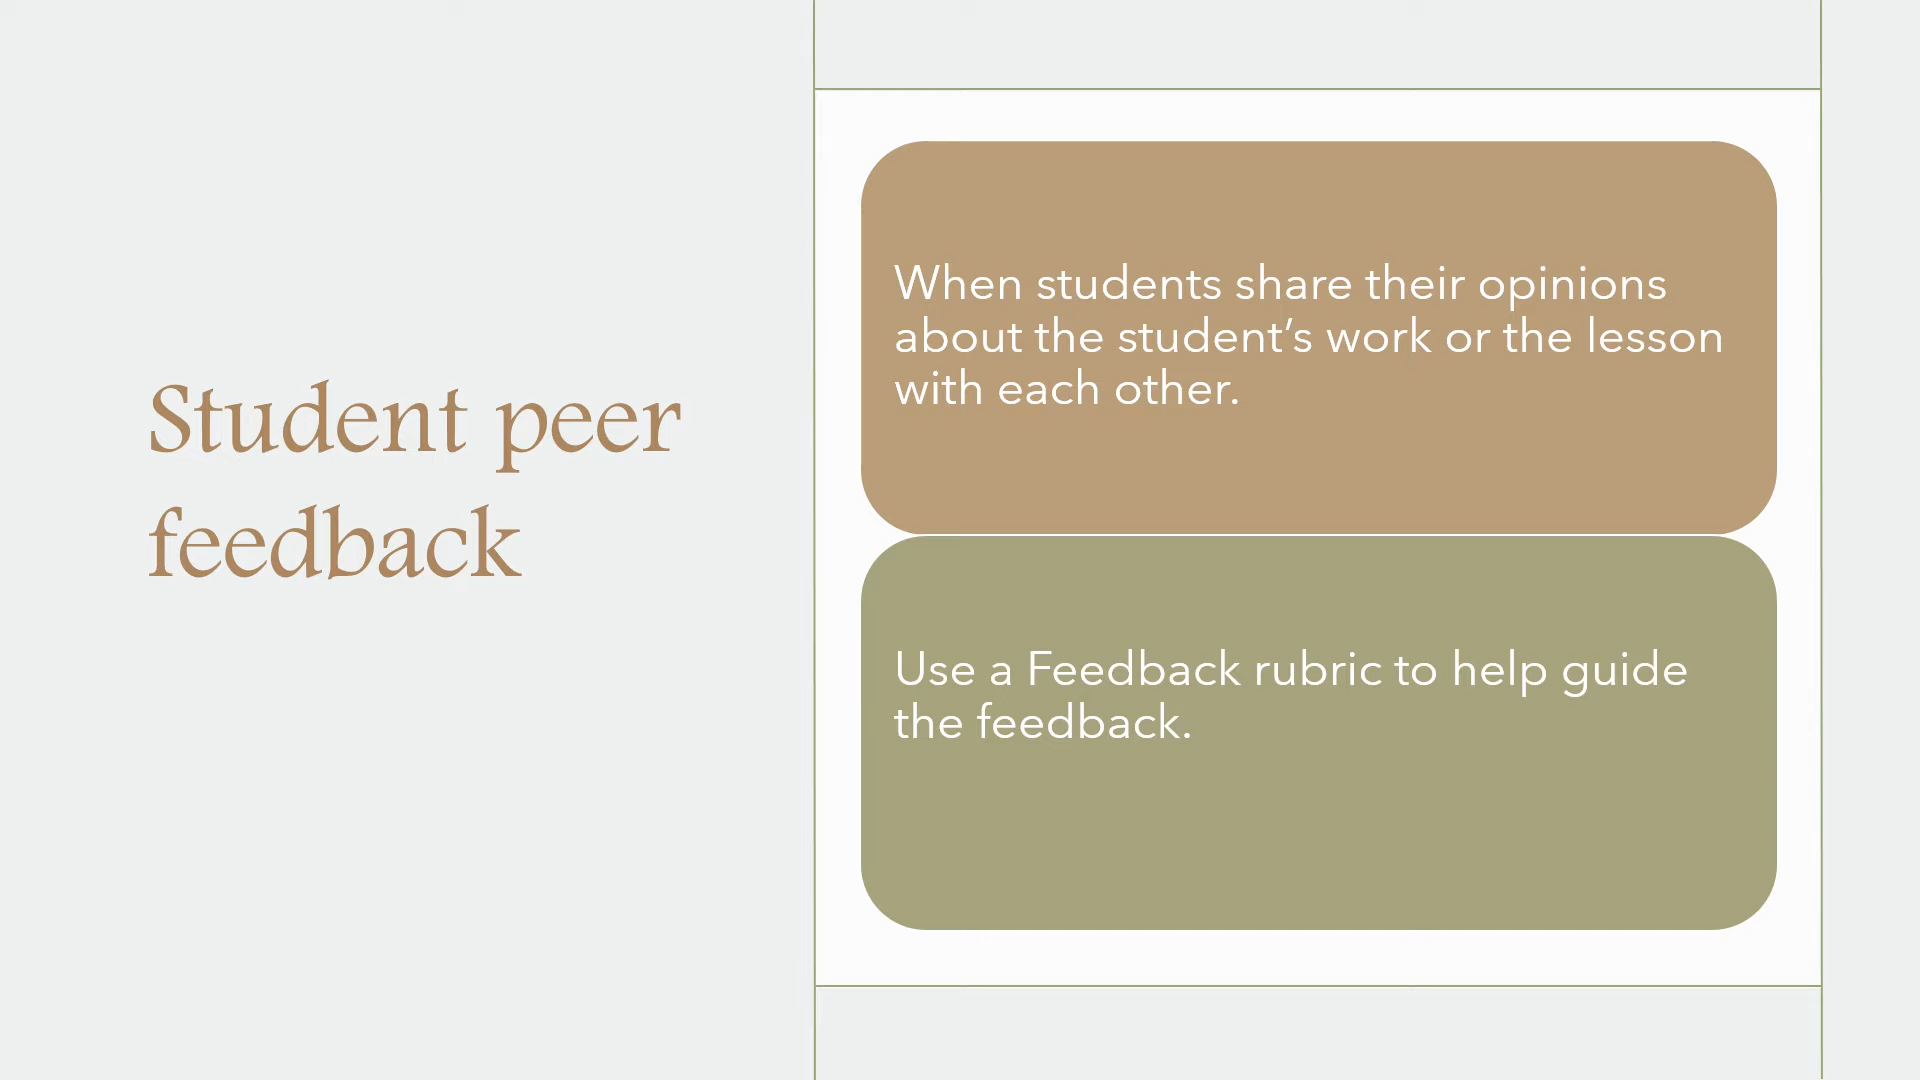 Student peer
feedback
When students share their opinions
about the student’s work or the lesson
with each other.
Use a Feedback rubric to help guide
the feedback.